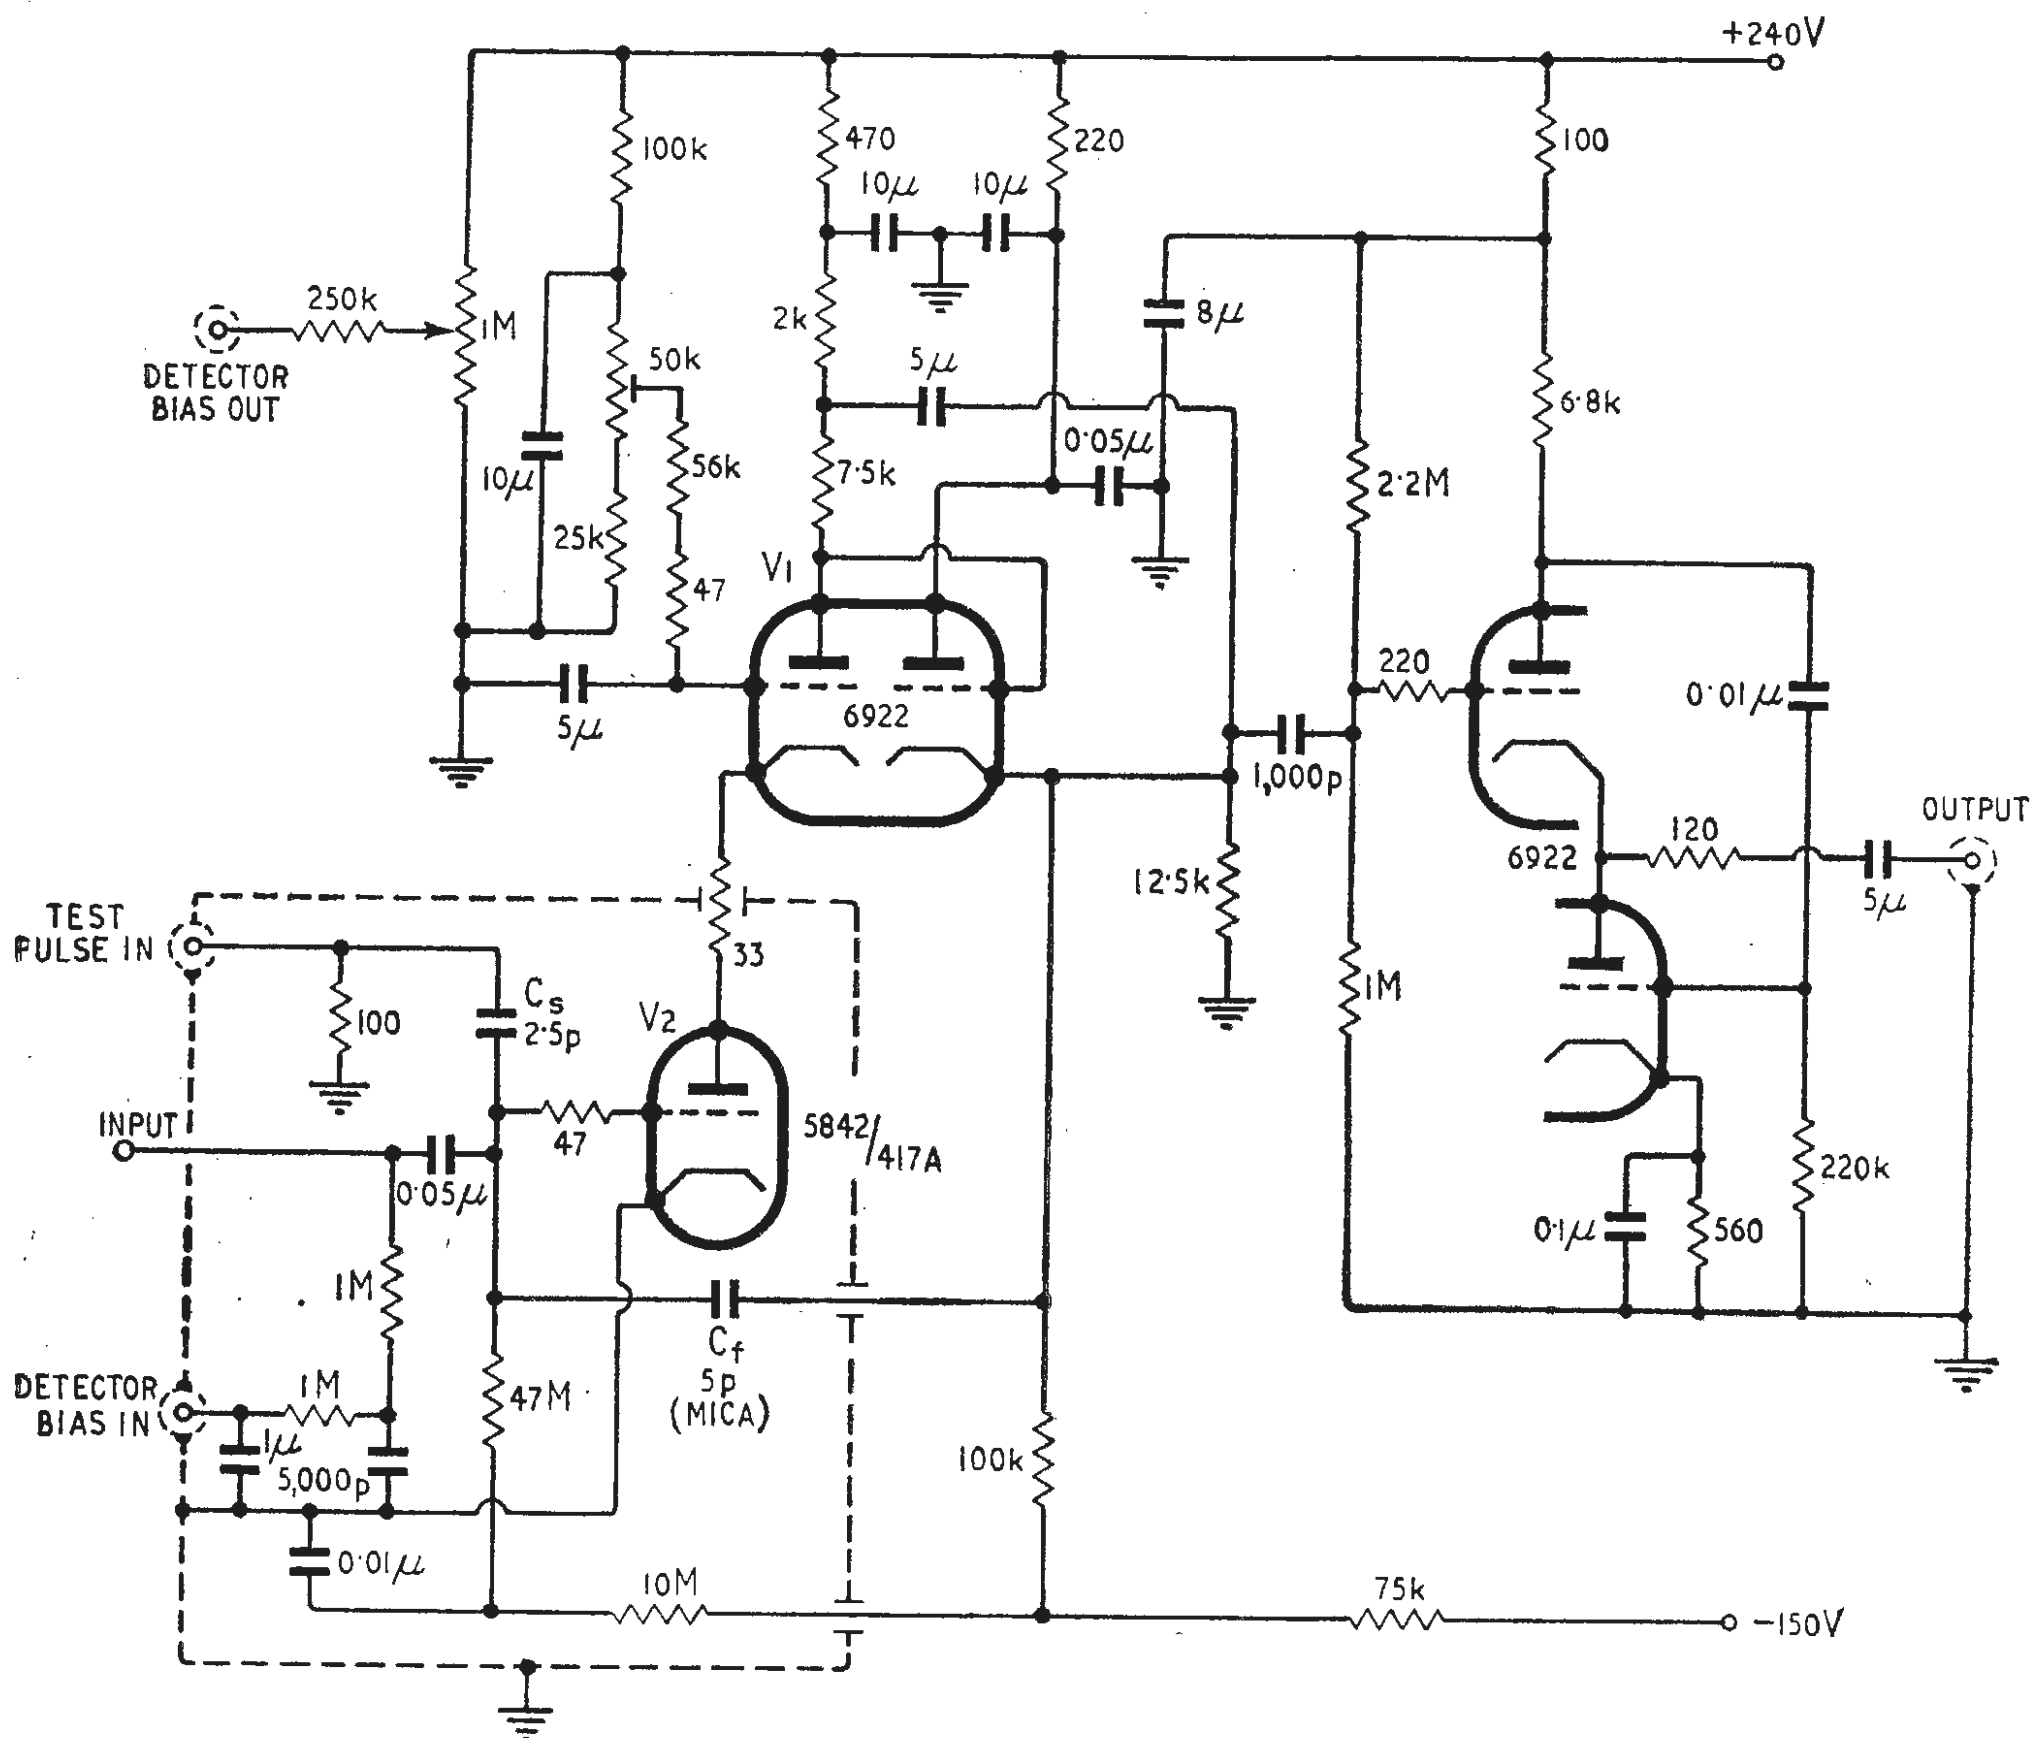 +240V
470
220
100
100k
10μ
10μ
250k
1M
2k
8μ
DETECTOR
BIAS OUT
50k
5μ
6·8k
0·05μ
10μ
56k
7·5k
2·2M
25k
V1
47
220
0·01μ
5μ
6922
1,000p
OUTPUT
120
6922
12·5k
5μ
TEST
PULSE IN
33
1M
Cs
2·5p
100
V2
INPUT
47
5842/
417A
220k
0·05μ
0·1μ
560
1M
Cf
5p
(MICA)
DETECTOR
BIAS IN
1M
47M
1μ
5,000p
100k
0·01μ
10M
75k
-150V